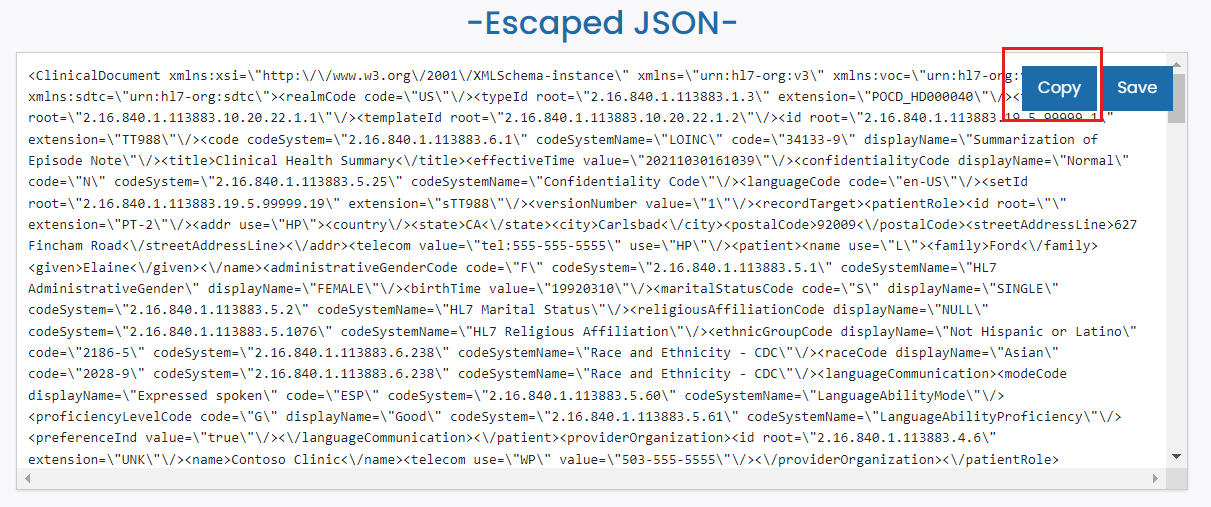 -Escaped JSON-
<ClinicalDocument xmlns:xsi=\"http:\/\/www.w3.org\/2001\/XMLSchema-instance\" xmlns=\"urn:hl7-org:v3\" xmlns:voc=\"urn:hl7-org:
Copy
Save
xmlns:sdtc=\"urn:hl7-org:sdtc\"><realmCode code=\"US\"\/><typeId root=\"2.16.840.1.113883.1.3\" extension=\"POCD_HD000040\"\/><
root=\"2.16.840.1.113883.10.20.22.1.1\"\/><templateId root=\"2.16.840.1.113883.10.20.22.1.2\"\/><id root=\"2.16.840.1.113883.19.5.99999.1\"
extension=\"TT988\"\/><code codeSystem=\"2.16.840.1.113883.6.1\" codeSystemName=\"LOINC\" code=\"34133-9\" displayName=\"Summarization of
Episode Note\"\/><title>Clinical Health Summary<\/title><effectiveTime value=\"20211030161039\"\/><confidentialityCode displayName=\"Normal\"
code=\"N\" codeSystem=\"2.16.840.1.113883.5.25\" codeSystemName=\"Confidentiality Code\"\/><languageCode code=\"en-US\"\/><setId
root=\"2.16.840.1.113883.19.5.99999.19\" extension=\"sTT988\"\/><versionNumber value=\"1\"\/><recordTarget><patientRole><id root=\"\"
extension=\"PT-2\"\/><addr use=\"HP\"><country\/><state>CA<\/state><city>Carlsbad<\/city><postalCode>92009<\/postalCode><streetAddressLine>627
Fincham Road<\/streetAddressLine><\/addr><telecom value=\"tel:555-555-5555\" use=\"HP\"\/><patient><name use=\"L\"><family>Ford<\/family>
<given>Elaine<\/given><\/name><administrativeGenderCode code=\"F\" codeSystem=\"2.16.840.1.113883.5.1\" codeSystemName=\"HL7
AdministrativeGender\" displayName=\"FEMALE\"\/><birthTime value=\"19920310\"\/><maritalStatusCode code=\"S\" displayName=\"SINGLE\"
codeSystem=\"2.16.840.1.113883.5.2\" codeSystemName=\"HL7 Marital Status\"\/><religiousAffiliationCode displayName=\"NULL\"
codeSystem=\"2.16.840.1.113883.5.1076\" codeSystemName=\"HL7 Religious Affiliation\"\/><ethnicGroupCode displayName=\"Not Hispanic or Latino\"
code=\"2186-5\" codeSystem=\"2.16.840.1.113883.6.238\" codeSystemName=\"Race and Ethnicity - CDC\"\/><raceCode displayName=\"Asian\"
code=\"2028-9\" codeSystem=\"2.16.840.1.113883.6.238\" codeSystemName=\"Race and Ethnicity - CDC\"\/><languageCommunication><modeCode
displayName=\"Expressed spoken\" code=\"ESP\" codeSystem=\"2.16.840.1.113883.5.60\" codeSystemName=\"LanguageAbilityMode\"\/>
<proficiencyLevelCode code=\"G\" displayName=\"Good\" codeSystem=\"2.16.840.1.113883.5.61\" codeSystemName=\"LanguageAbilityProficiency\"\/>
<preferenceInd value=\"true\"\/><\/languageCommunication><\/patient><providerOrganization><id root=\"2.16.840.1.113883.4.6\"
extension=\"UNK\"\/><name>Contoso Clinic<\/name><telecom use=\"WP\" value=\"503-555-5555\"\/><\/providerOrganization><\/patientRole>